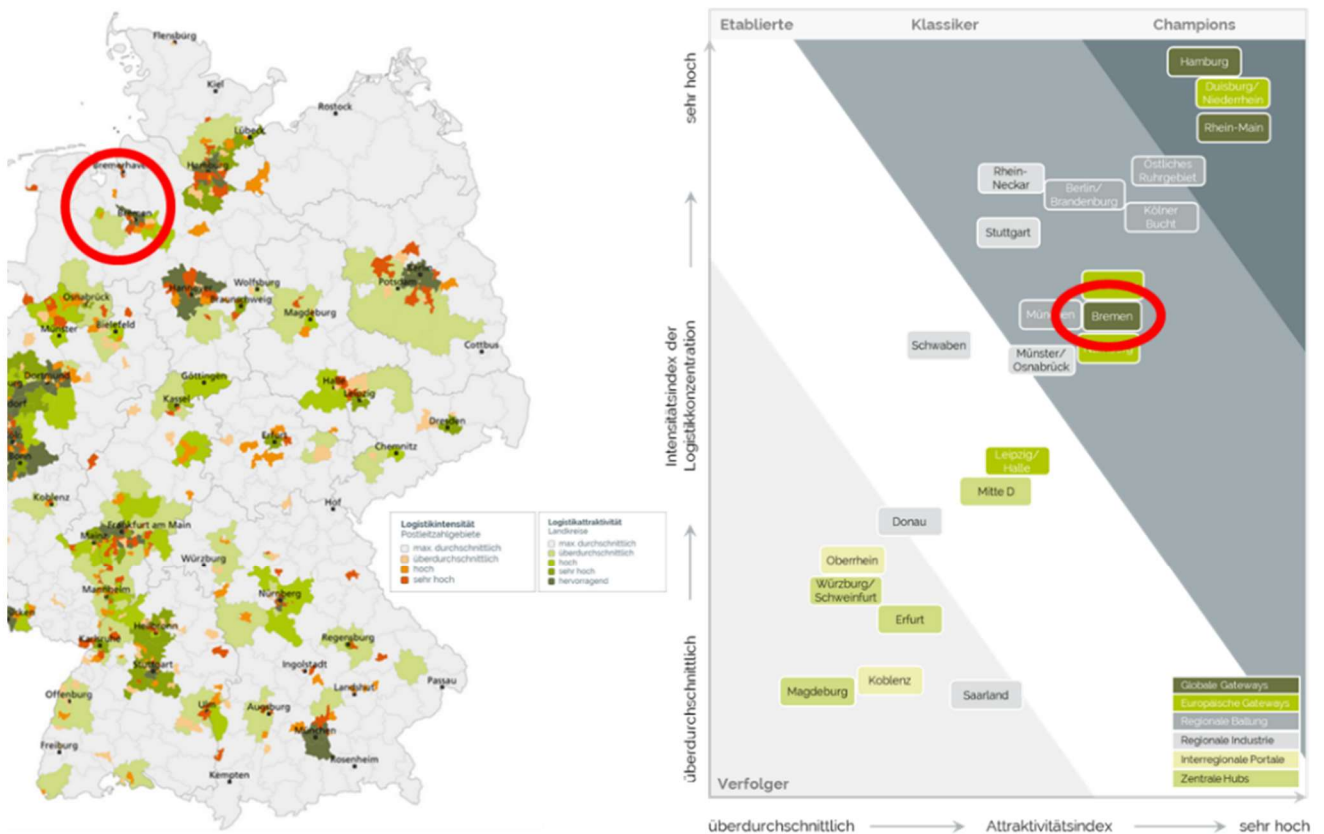 Flensburg
Kiel
Rostock
Lübeck
Hamburg
Bremen
Wolfsburg
Hannover
Braunschweig
Potsdam
Berlin
Osnabrück
Magdeburg
Münster
Bielefeld
Cottbus
Göttingen
Dortmund
Halle
Leipzig
Kassel
Dresden
Erfurt
Chemnitz
Koblenz
Hof
Frankfurt am Main
Mainz
Würzburg
Mannheim
Nürnberg
Heilbronn
Karlsruhe
Regensburg
Stuttgart
Ingolstadt
Passau
Offenburg
Landshut
Ulm
Augsburg
München
Freiburg
Rosenheim
Kempten
Logistikintensität
Postleitzahlgebiete
max. durchschnittlich
überdurchschnittlich
hoch
sehr hoch
Logistikattraktivität
Landkreise
max. durchschnittlich
überdurchschnittlich
hoch
sehr hoch
hervorragend
Etablierte
Klassiker
Champions
sehr hoch
Intensitätsindex der
Logistikkonzentration
überdurchschnittlich
Hamburg
Duisburg/
Niederrhein
Rhein-Main
Östliches
Ruhrgebiet
Rhein-
Neckar
Berlin/
Brandenburg
Kölner
Bucht
Stuttgart
Bremen
Schwaben
Münster/
Osnabrück
Leipzig/
Halle
Mitte D
Donau
Oberrhein
Würzburg/
Schweinfurt
Erfurt
Koblenz
Magdeburg
Saarland
Globale Gateways
Europäische Gateways
Regionale Ballung
Regionale Industrie
Interregionale Portale
Zentrale Hubs
Verfolger
überdurchschnittlich
Attraktivitätsindex
sehr hoch